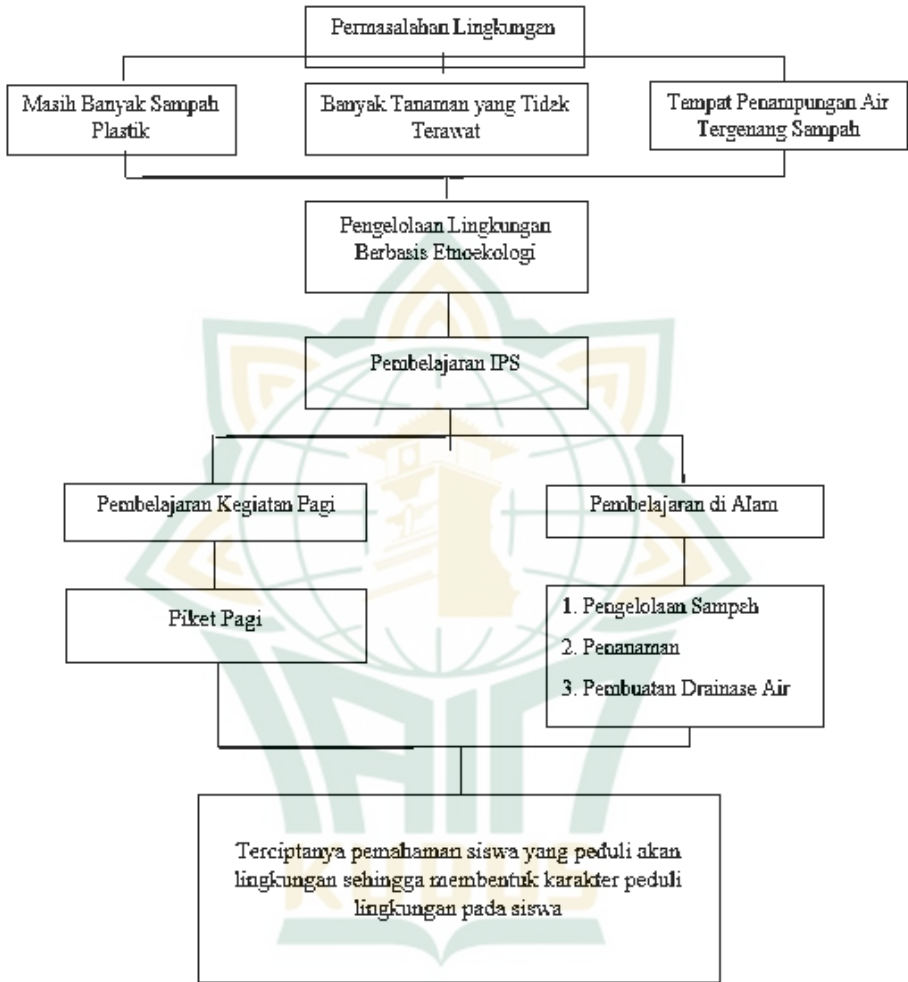 Permasalahan Lingkungan
Masih Banyak Sampah
Plastik
Banyak Tanaman yang Tidak
Terawat
Tempat Penampungan Air
Tergenang Sampah
Pengelolaan Lingkungan
Berbasis Etnoekologi
Pembelajaran IPS
Pembelajaran Kegiatan Pagi
Pembelajaran di Alam
Piket Pagi
1. Pengelolaan Sampah
2. Penanaman
3. Pembuatan Drainase Air
Terciptanya pemahaman siswa yang peduli akan
lingkungan sehingga membentuk karakter peduli
lingkungan pada siswa
IAIN
KUDUS